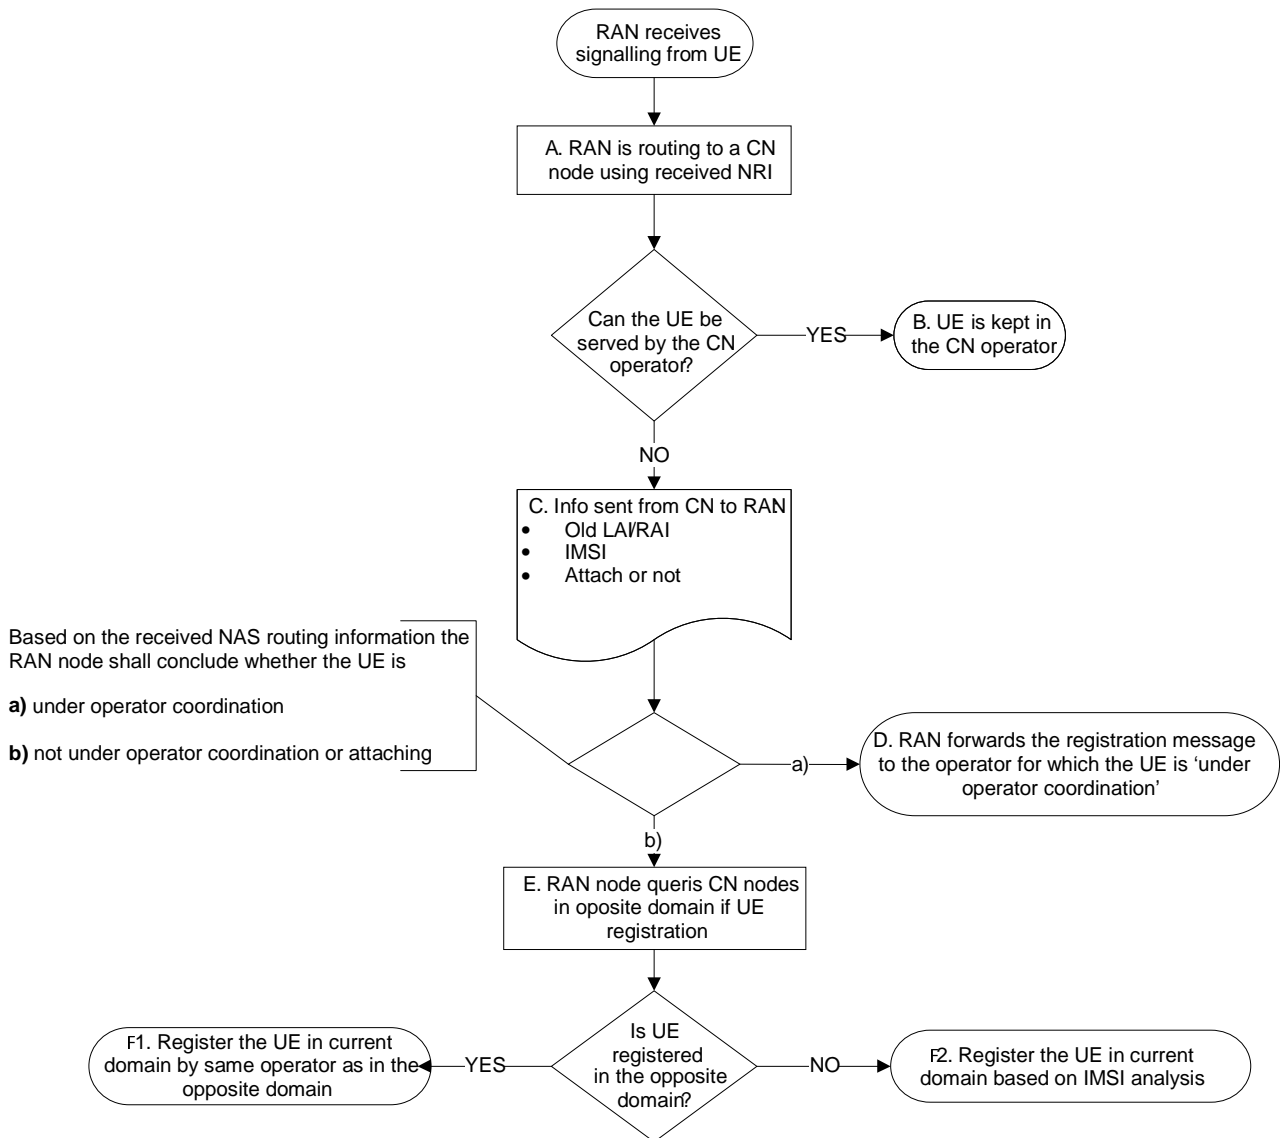 RAN receives
signalling from UE
A. RAN is routing to a CN
node using received NRI
Can the UE be
served by the CN
operator?
YES
B. UE is kept in
the CN operator
NO
C. Info sent from CN to RAN:
• Old LAI/RAI
• IMSI
• Attach or not
Based on the received NAS routing information the
RAN node shall conclude whether the UE is
a) under operator coordination
b) not under operator coordination or attaching
a)
D. RAN forwards the registration message
to the operator for which the UE is ‘under
operator coordination’
b)
E. RAN node queris CN nodes
in oposite domain if UE
registration
Is UE
registered
in the opposite
domain?
YES
F1. Register the UE in current
domain by same operator as in the
opposite domain
NO
F2. Register the UE in current
domain based on IMSI analysis